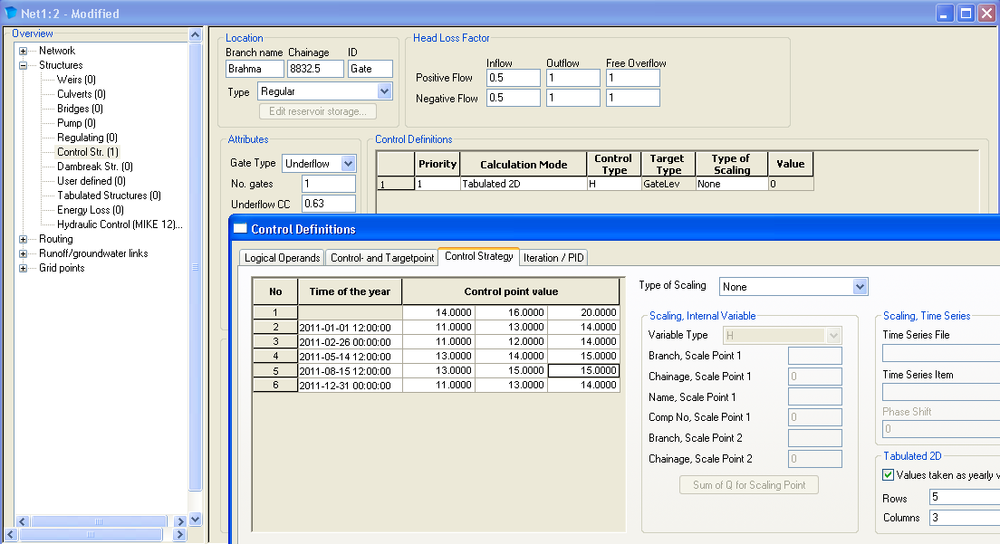 Net1:2 - Modified
Overview
Network
Structures
Weirs (0)
Culverts (0)
Bridges (0)
Pump (0)
Regulating (0)
Control Str. (1)
Dambreak Str. (0)
User defined (0)
Tabulated Structures (0)
Energy Loss (0)
Hydraulic Control (MIKE 12)...
Routing
Runoff/groundwater links
Grid points
Location
Branch name Chainage ID
Brahma 8832.5 Gate
Type Regular
Edit reservoir storage...
Head Loss Factor
Inflow Outflow Free Overflow
Positive Flow 0.5 1 1
Negative Flow 0.5 1 1
Attributes
Gate Type Underflow
No. gates 1
Underflow CC 0.63
Control Definitions
Priority Calculation Mode Control Type Target Type Type of Scaling Value
1 1 Tabulated 2D H GateLev None 0
Control Definitions
Logical Operands Control- and Targetpoint Control Strategy Iteration / PID
No Time of the year Control point value
1 14.0000 16.0000 20.0000
2 2011-01-01 12:00:00 11.0000 13.0000 14.0000
3 2011-02-26 00:00:00 11.0000 12.0000 14.0000
4 2011-05-14 12:00:00 13.0000 14.0000 15.0000
5 2011-08-15 12:00:00 13.0000 15.0000 15.0000
6 2011-12-31 00:00:00 11.0000 13.0000 14.0000
Type of Scaling None
Scaling, Internal Variable
Variable Type H
Branch, Scale Point 1
Chainage, Scale Point 1 0
Name, Scale Point 1
Comp No, Scale Point 1 0
Branch, Scale Point 2
Chainage, Scale Point 2 0
Sum of Q for Scaling Point
Scaling, Time Series
Time Series File
Time Series Item
Phase Shift
0
Tabulated 2D
Values taken as yearly v
Rows 5
Columns 3